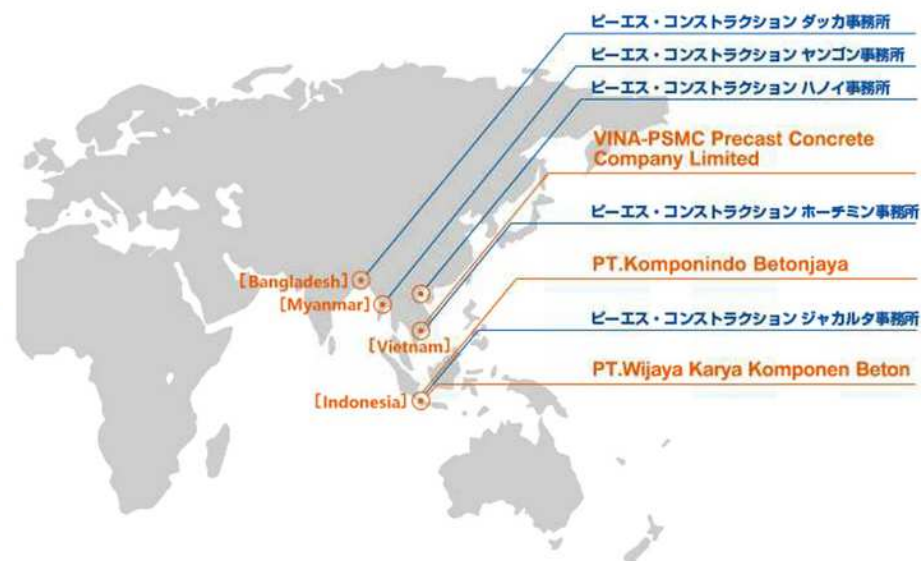 ピーエス・コンストラクション ダッカ事務所
ピーエス・コンストラクション ヤンゴン事務所
ピーエス・コンストラクション ハノイ事務所
VINA-PSMC Precast Concrete
Company Limited
ピーエス・コンストラクション ホーチミン事務所
PT.Komponindo Betonjaya
ピーエス・コンストラクション ジャカルタ事務所
PT.Wijaya Karya Komponen Beton
[Bangladesh]
[Myanmar]
[Vietnam]
[Indonesia]